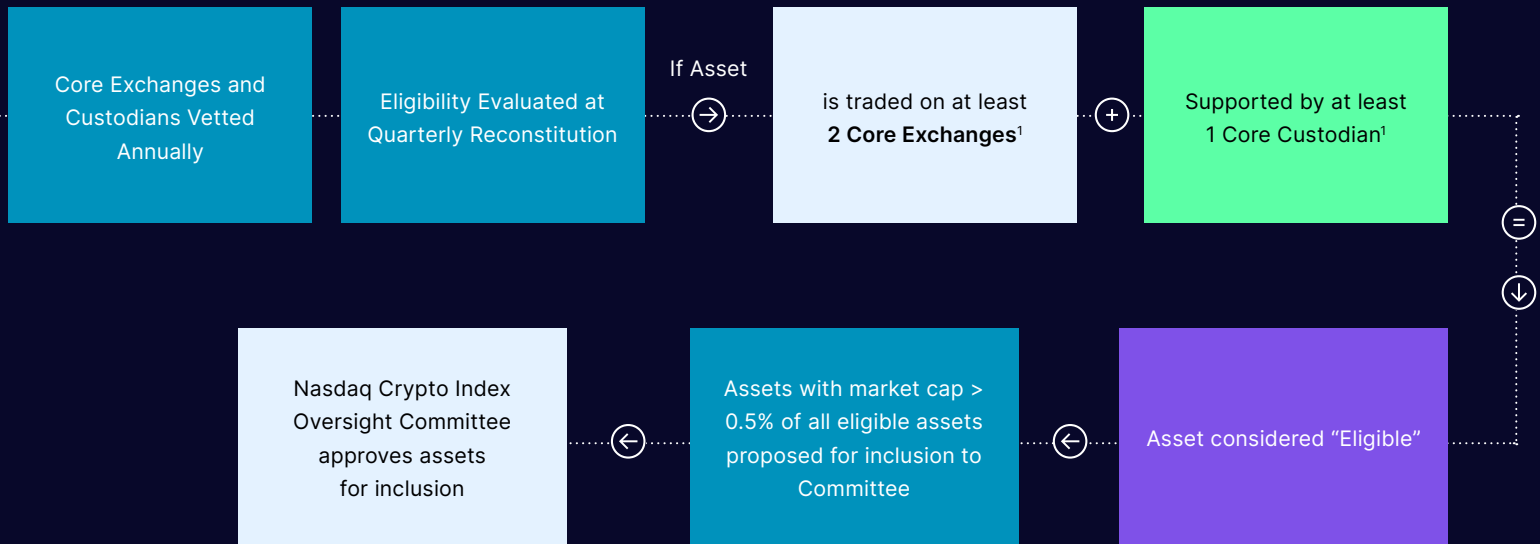 Core Exchanges and
Custodians Vetted
Annually
Eligibility Evaluated at
Quarterly Reconstitution
If Asset
is traded on at least
2 Core Exchanges¹
+
Supported by at least
1 Core Custodian¹
=
Asset considered “Eligible”
Assets with market cap >
0.5% of all eligible assets
proposed for inclusion to
Committee
Nasdaq Crypto Index
Oversight Committee
approves assets
for inclusion